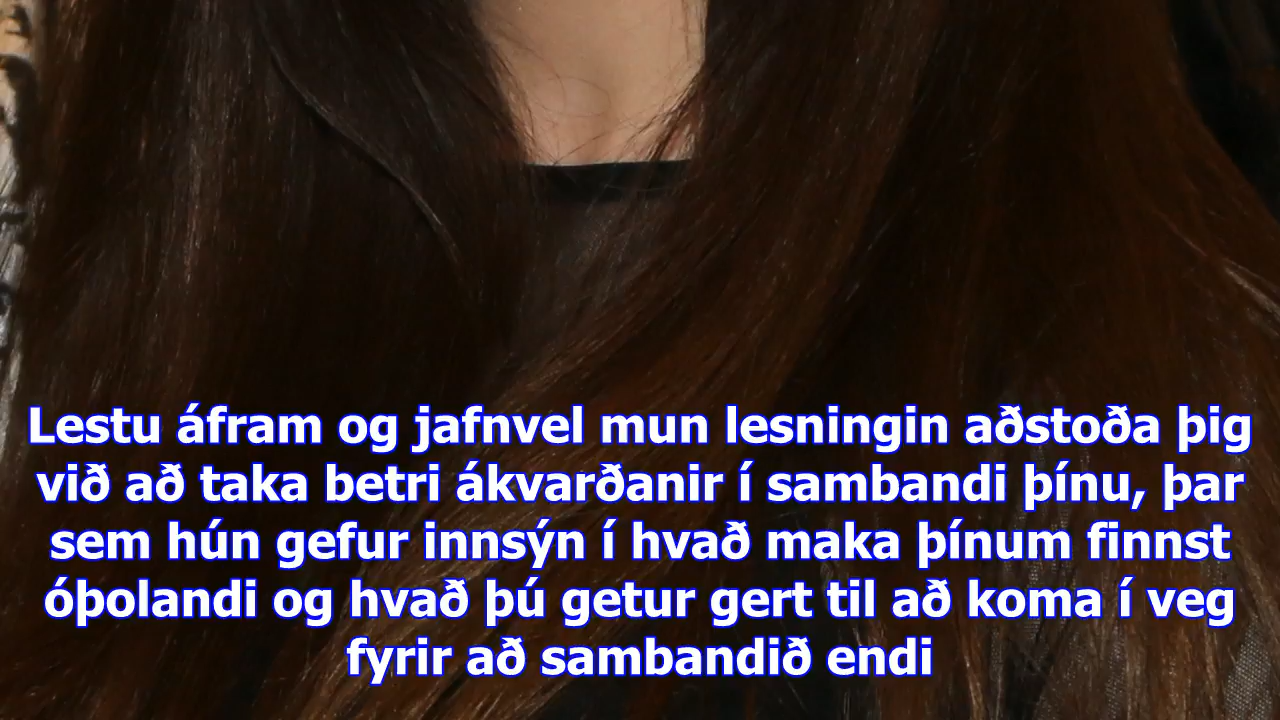 Lestu áfram og jafnvel mun lesningin aðstoða þig
við að taka betri ákvarðanir í sambandi þínu, þar
sem hún gefur innsýn í hvað maka þínum finnst
óþolandi og hvað þú getur gert til að koma í veg
fyrir að sambandið endi